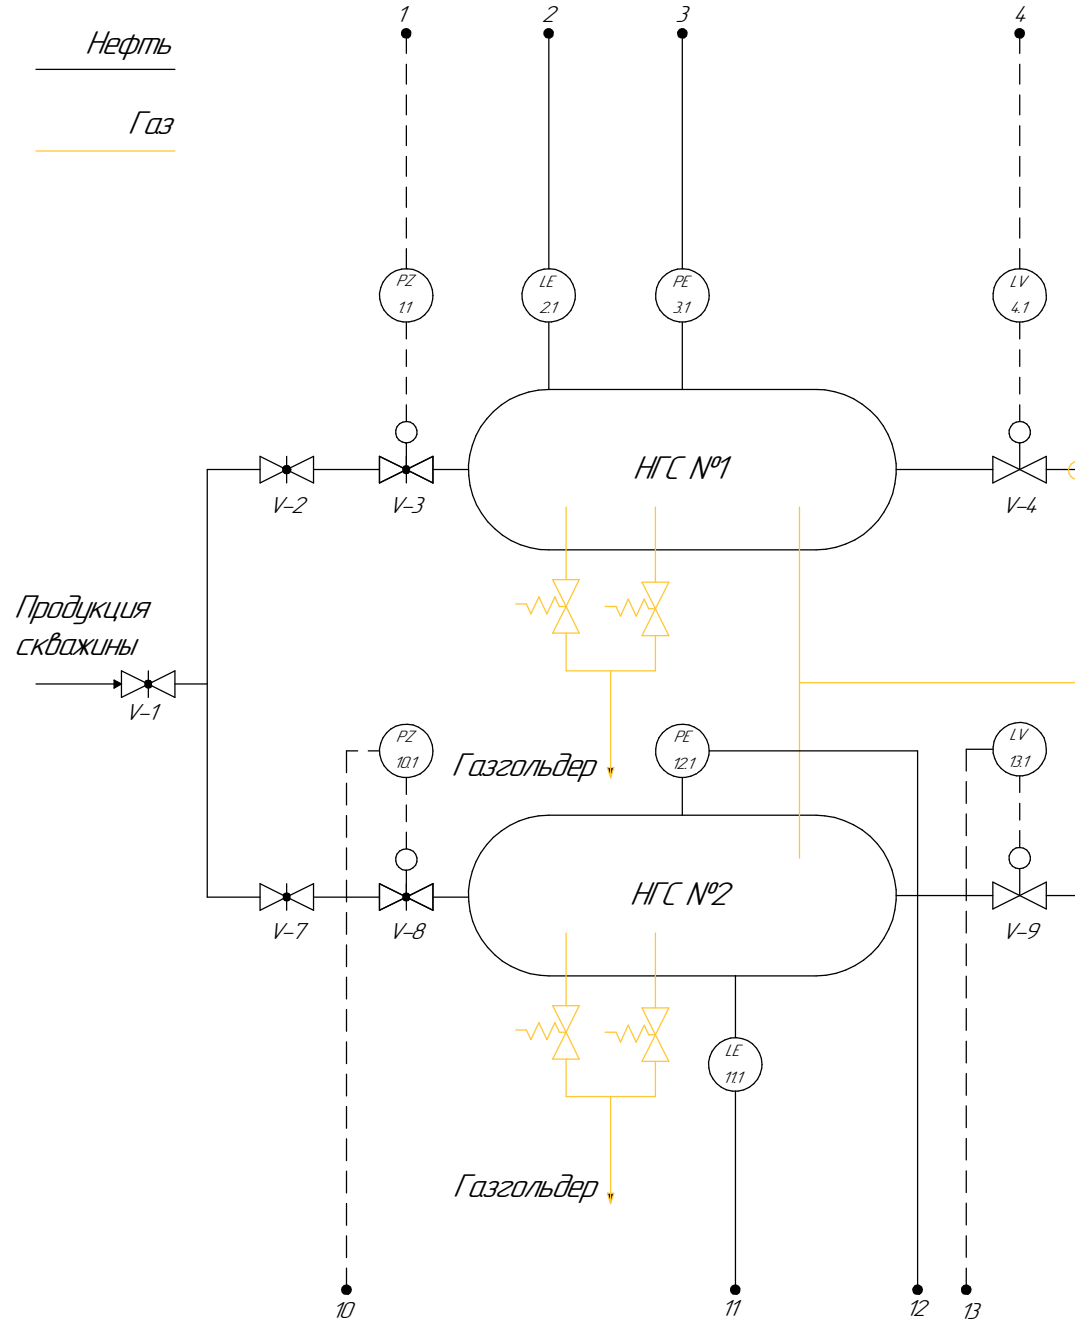 1
2
3
4
Нефть
Газ
PZ
1.1
LE
2.1
PE
3.1
LV
4.1
НГС №1
V-2
V-3
V-4
Продукция
скважины
V-1
PZ
10.1
Газгольдер
PE
12.1
LV
13.1
НГС №2
V-7
V-8
V-9
LE
11.1
Газгольдер
10
11
12
13